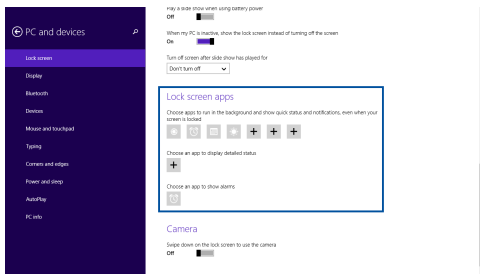 Play a slide show when using battery power
Off
When my PC is inactive, show the lock screen instead of turning off the screen
On
Turn off screen after slide show has played for
Don't turn off
PC and devices
Lock screen
Display
Bluetooth
Devices
Mouse and touchpad
Typing
Corners and edges
Power and sleep
AutoPlay
PC info
Lock screen apps
Choose apps to run in the background and show quick status and notifications, even when your
screen is locked
Choose an app to display detailed status
Choose an app to show alarms
Camera
Swipe down on the lock screen to use the camera
Off